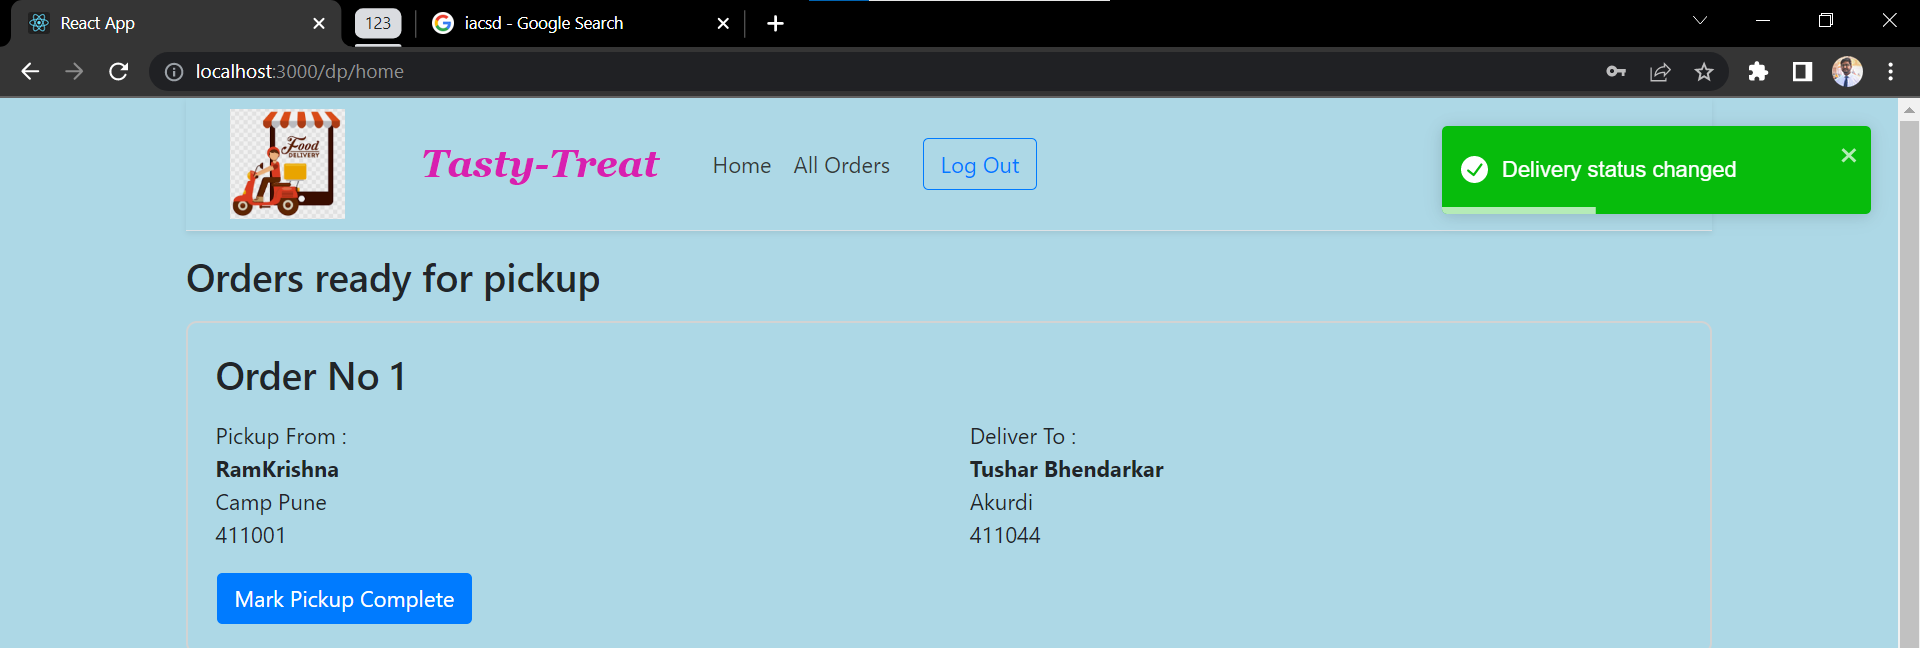 React App
123
iacsd - Google Search
localhost:3000/dp/home
Food
DELIVERY
Tasty-Treat
Home
All Orders
Log Out
Delivery status changed
Orders ready for pickup
Order No 1
Pickup From :
RamKrishna
Camp Pune
411001
Deliver To :
Tushar Bhendarkar
Akurdi
411044
Mark Pickup Complete